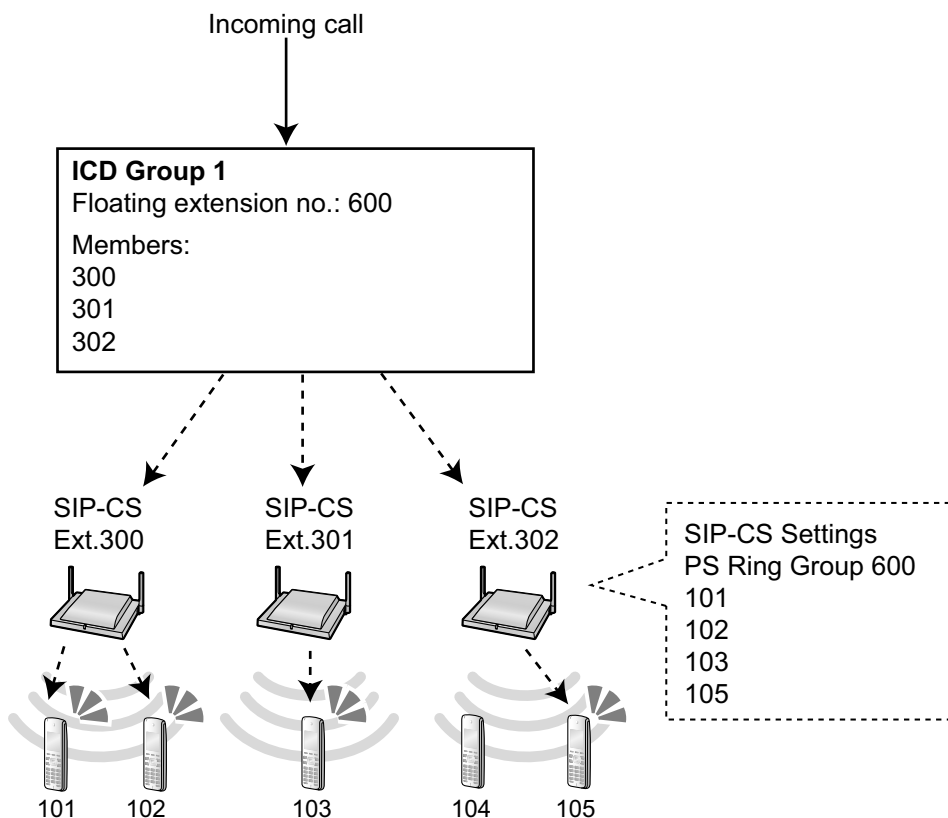 Incoming call
ICD Group 1
Floating extension no.: 600
Members:
300
301
302
SIP-CS
Ext.300
SIP-CS
Ext.301
SIP-CS
Ext.302
SIP-CS Settings
PS Ring Group 600
101
102
103
105
101
102
103
104
105